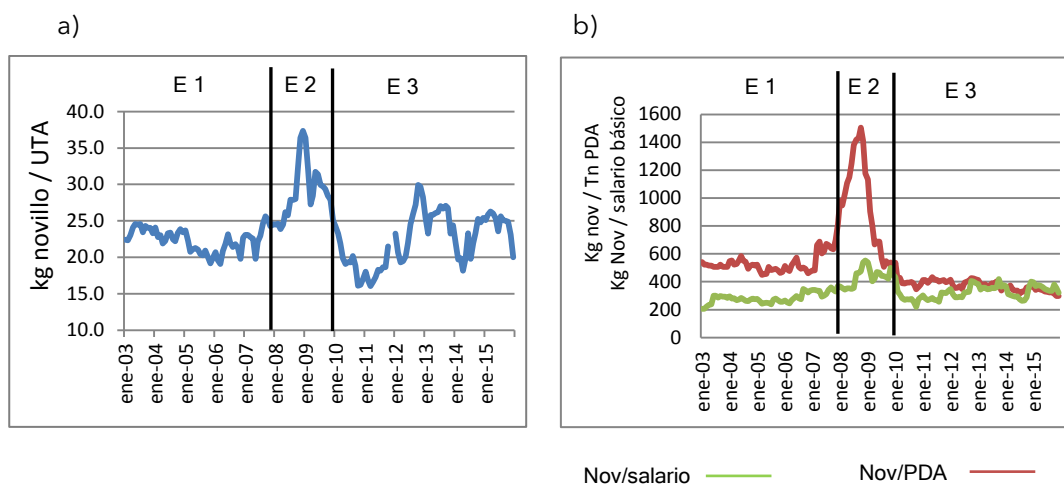 a)
E 1 E 2 E 3
kg novillo / UTA
40.0
35.0
30.0
25.0
20.0
15.0
10.0
ene-03
ene-04
ene-05
ene-06
ene-07
ene-08
ene-09
ene-10
ene-11
ene-12
ene-13
ene-14
ene-15
b)
E 1 E 2 E 3
Kg nov / Tn PDA
Kg Nov / salario básico
1600
1400
1200
1000
800
600
400
200
0
ene-03
ene-04
ene-05
ene-06
ene-07
ene-08
ene-09
ene-10
ene-11
ene-12
ene-13
ene-14
ene-15
Nov/salario
Nov/PDA